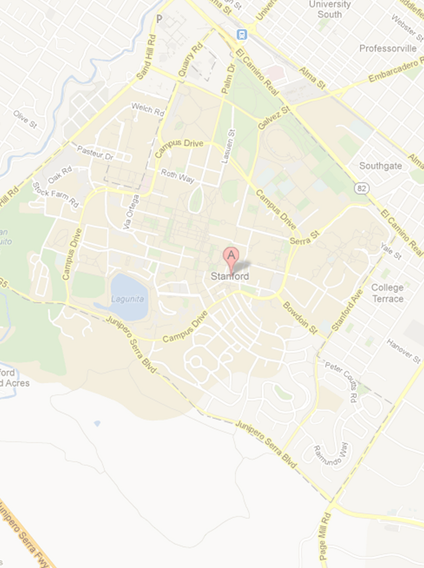 University
South
P
Middlefield
Webster St
Professorville
Alma St
Embarcadero R
El Camino Real
Sand Hill Rd
Quarry Rd
Palm Dr
Alma St
Galvez St
Welch Rd
Lasuen St
Olive St
Campus Drive
Pasteur Dr
Southgate
Alma
Oak Rd
Roth Way
82
Stock Farm Rd
Via Ortega
Campus Drive
El Camino Real
Hill Rd
Serra St
Yale St
Campus Drive
A
Stanford
College
Terrace
Lagunita
Bowdoin St
Stanford Ave
Junipero Serra Blvd
Campus Drive
Hanover St
Peter Coutts Rd
d Acres
Junipero Serra Blvd
Raimundo Way
Page Mill Rd
Junipero Serra Fwy